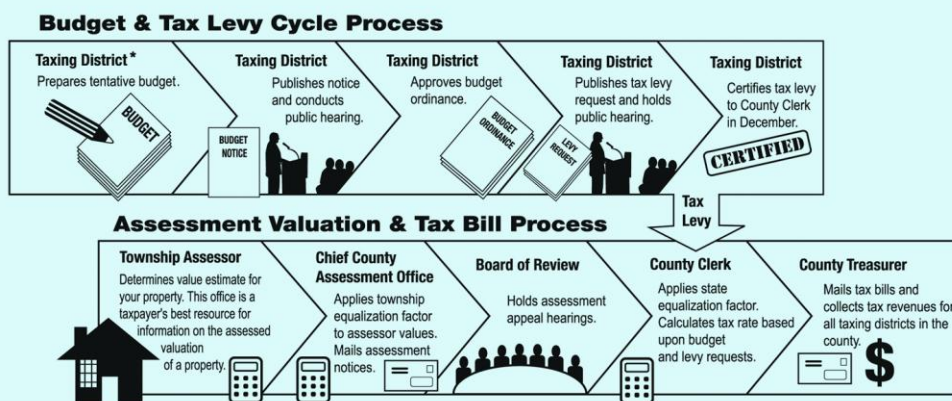 Budget & Tax Levy Cycle Process
Taxing District*
Prepares tentative budget.
BUDGET
Taxing District
Publishes notice
and conducts
public hearing.
BUDGET
NOTICE
Taxing District
Approves budget
ordinance.
BUDGET
ORDINANCE
Taxing District
Publishes tax levy
request and holds
public hearing.
LEVY
REQUEST
Taxing District
Certifies tax levy
to County Clerk
in December.
CERTIFIED
Tax
Levy
Assessment Valuation & Tax Bill Process
Township Assessor
Determines value estimate for
your property. This office is a
taxpayer's best resource for
information on the assessed
valuation
of a property.
Chief County
Assessment Office
Applies township
equalization factor
to assessor values.
Mails assessment
notices.
Board of Review
Holds assessment
appeal hearings.
County Clerk
Applies state
equalization factor.
Calculates tax rate based
upon budget
and levy requests.
County Treasurer
Mails tax bills and
collects tax revenues for
all taxing districts in the
county.
$